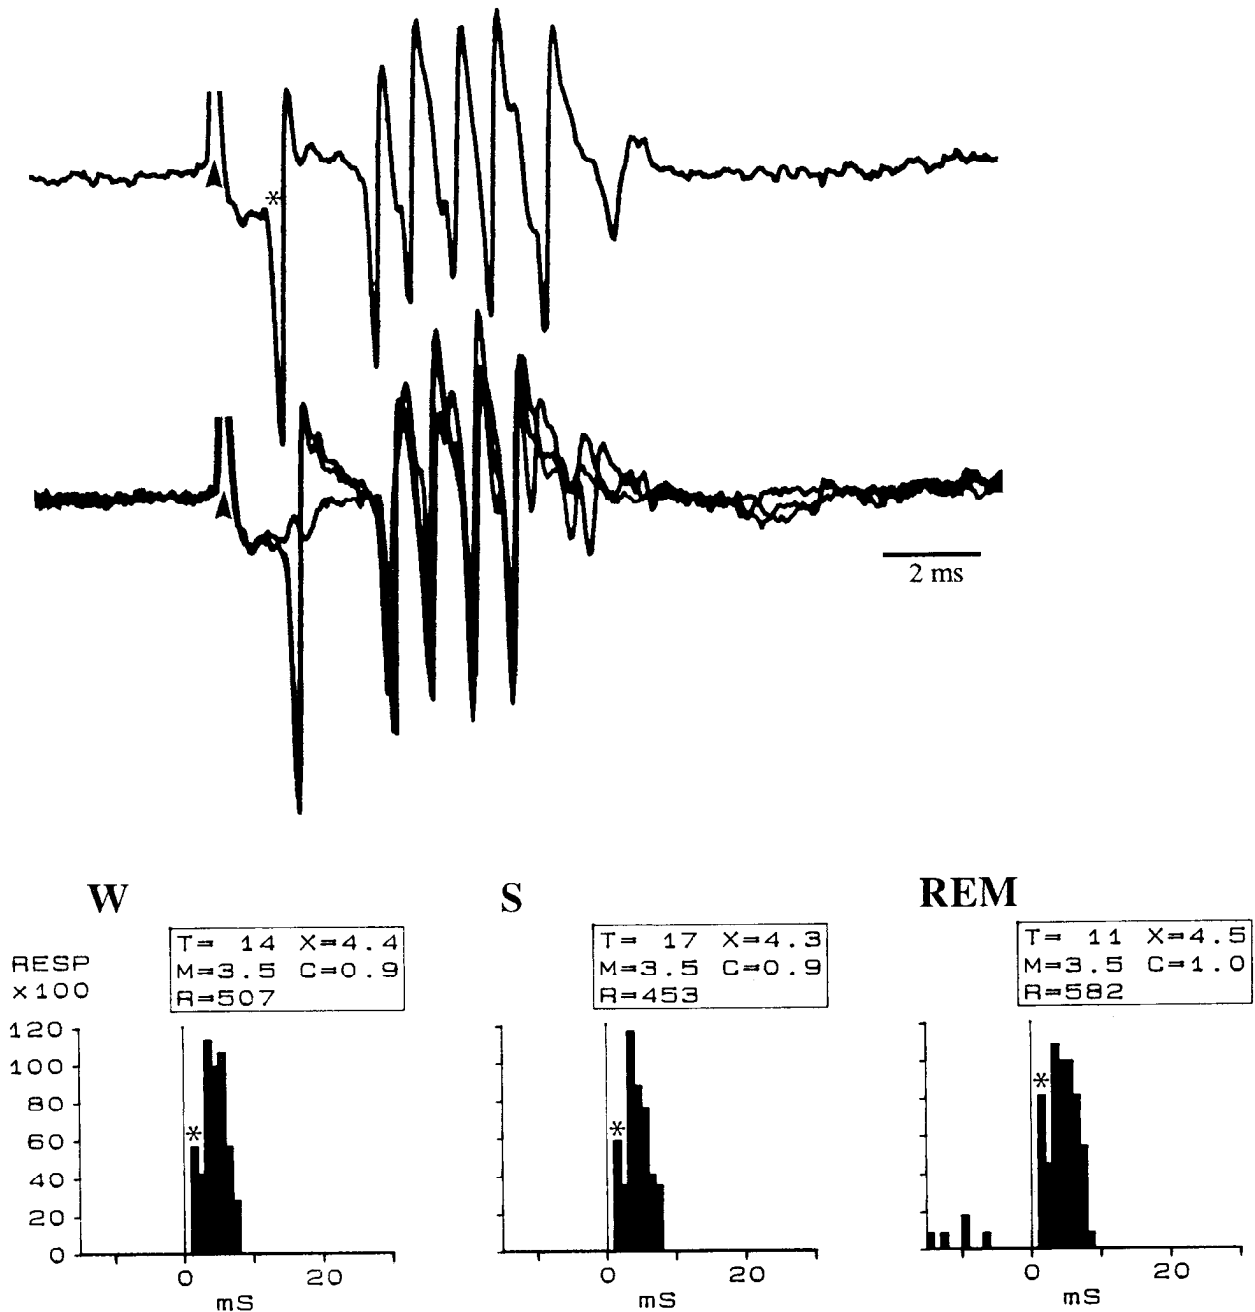 *
2 ms
W
S
REM
T= 14 X=4.4
M=3.5 C=0.9
R=507
T= 17 X=4.3
M=3.5 C=0.9
R=453
T= 11 X=4.5
M=3.5 C=1.0
R=582
RESP
x100
120
100
80
60
40
20
0
*
*
*
0 20
mS
0 20
mS
0 20
mS